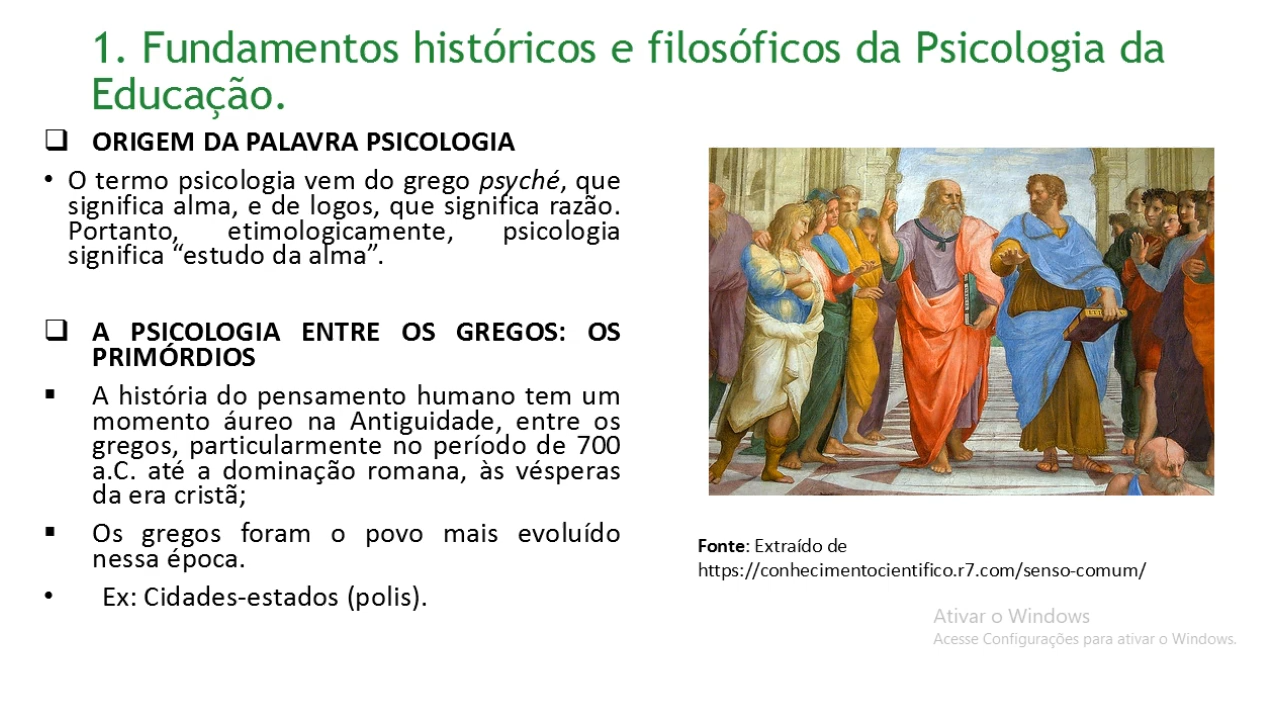 1. Fundamentos históricos e filosóficos da Psicologia da
Educação.
ORIGEM DA PALAVRA PSICOLOGIA
• O termo psicologia vem do grego psyché, que
significa alma, e de logos, que significa razão.
Portanto, etimologicamente, psicologia
significa “estudo da alma”.
A PSICOLOGIA ENTRE OS GREGOS: OS
PRIMÓRDIOS
▪ A história do pensamento humano tem um
momento áureo na Antiguidade, entre os
gregos, particularmente no período de 700
a.C. até a dominação romana, às vésperas
da era cristã;
▪ Os gregos foram o povo mais evoluído
nessa época.
• Ex: Cidades-estados (polis).
Fonte: Extraído de
https://conhecimentocientifico.r7.com/senso-comum/
Ativar o Windows
Acesse Configurações para ativar o Windows.